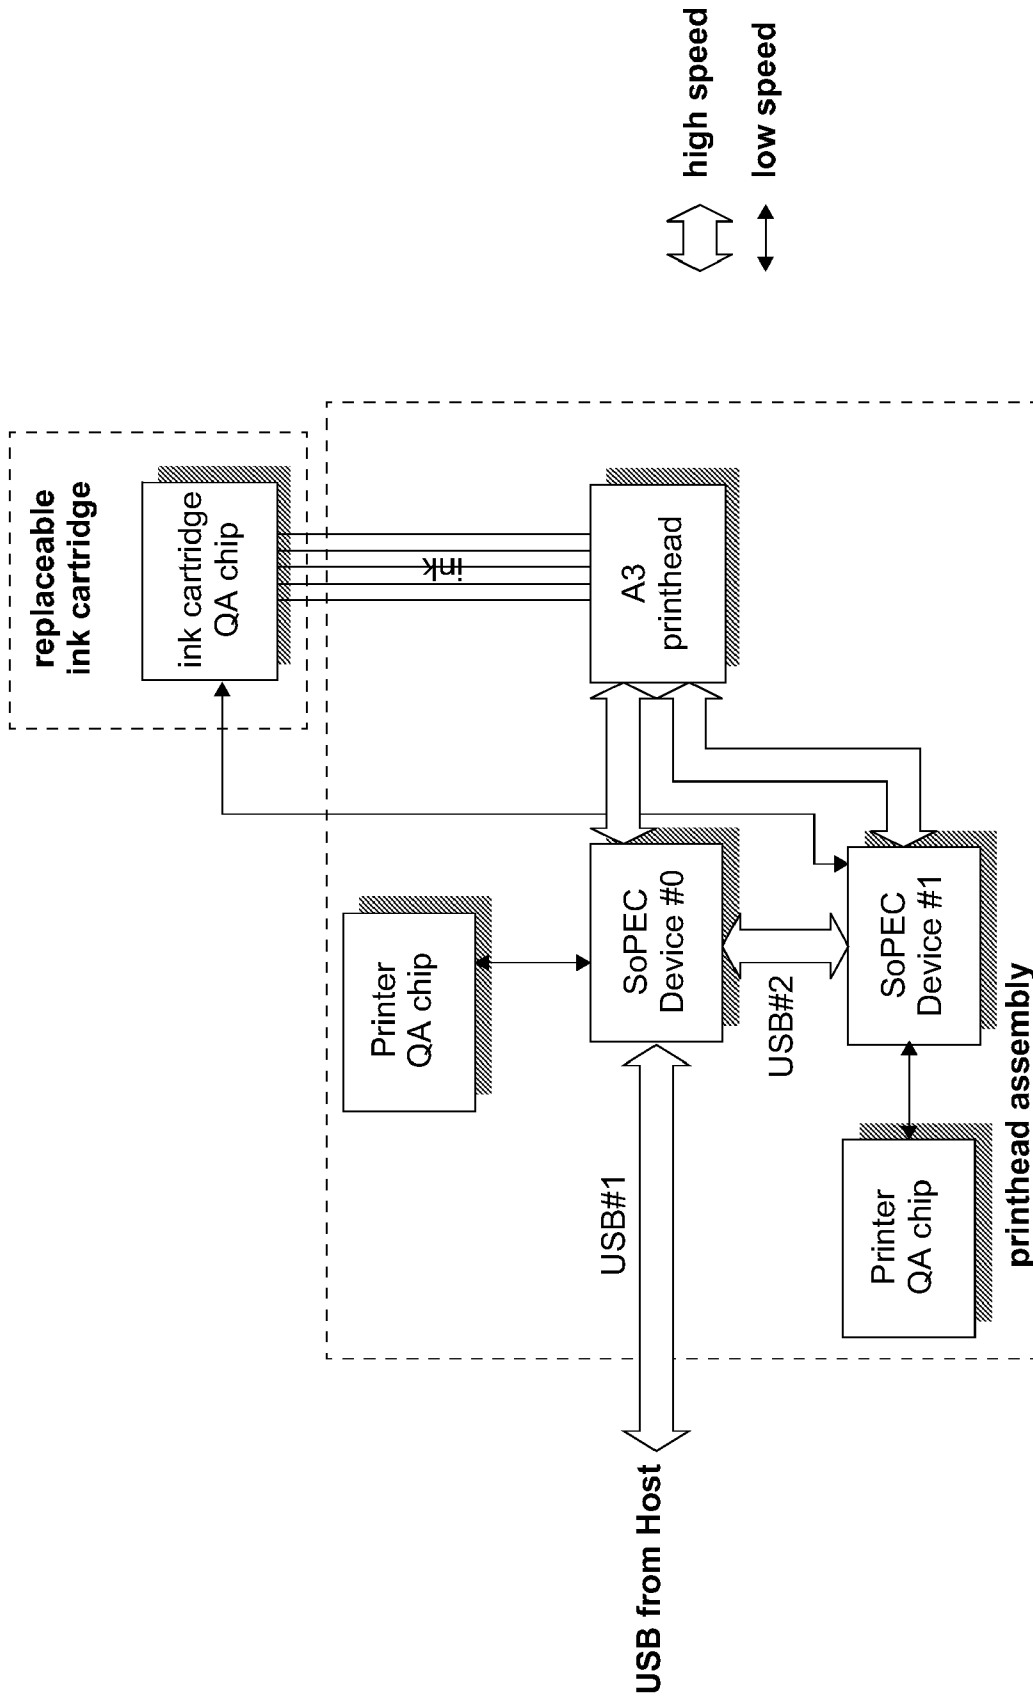 replaceable
ink cartridge
ink cartridge
QA chip
ink
Printer
QA chip
A3
printhead
SoPEC
Device #0
USB#1
USB from Host
USB#2
SoPEC
Device #1
Printer
QA chip
printhead assembly
high speed
low speed